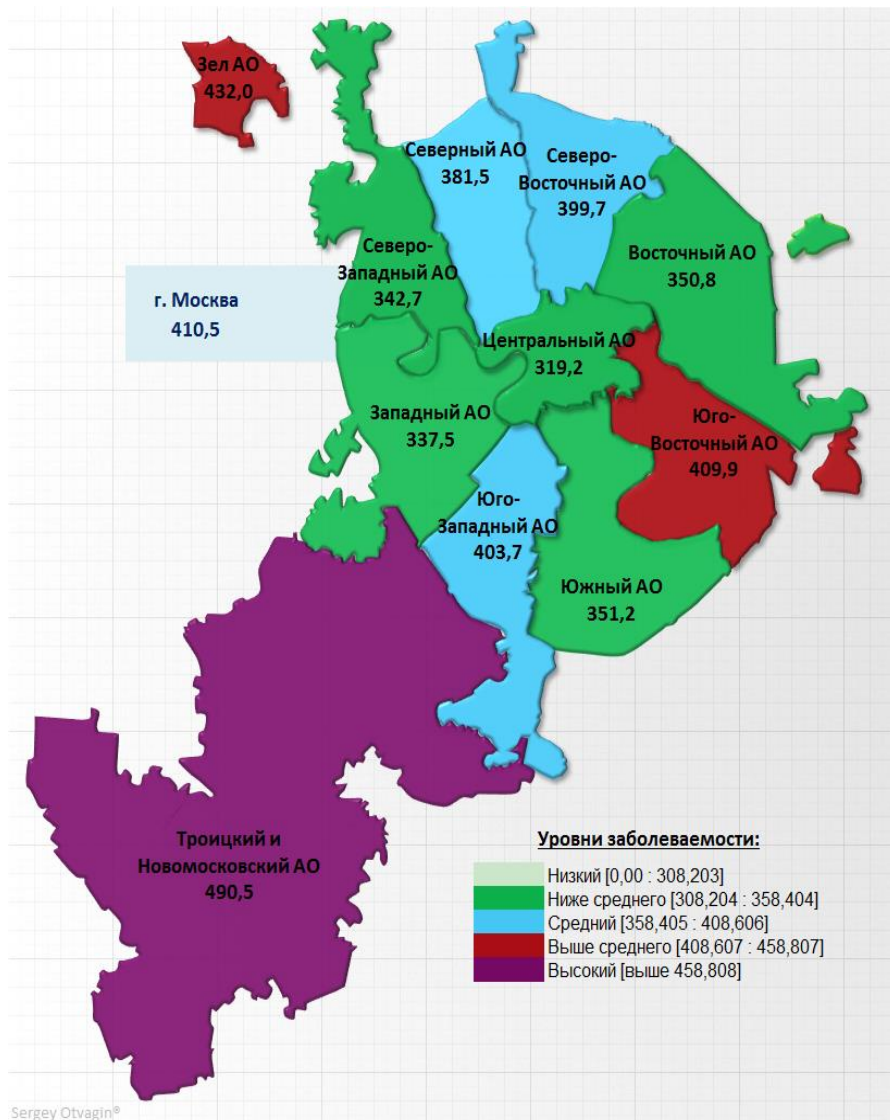 Зел АО
432,0
Северный АО
381,5
Северо-
Восточный АО
399,7
Северо-
Западный АО
342,7
Восточный АО
350,8
г. Москва
410,5
Центральный АО
319,2
Западный АО
337,5
Юго-
Восточный АО
409,9
Юго-
Западный АО
403,7
Южный АО
351,2
Троицкий и
Новомосковский АО
490,5
Уровни заболеваемости:
Низкий [0,00 : 308,203]
Ниже среднего [308,204 : 358,404]
Средний [358,405 : 408,606]
Выше среднего [408,607 : 458,807]
Высокий [выше 458,808]
Sergey Otvagin®